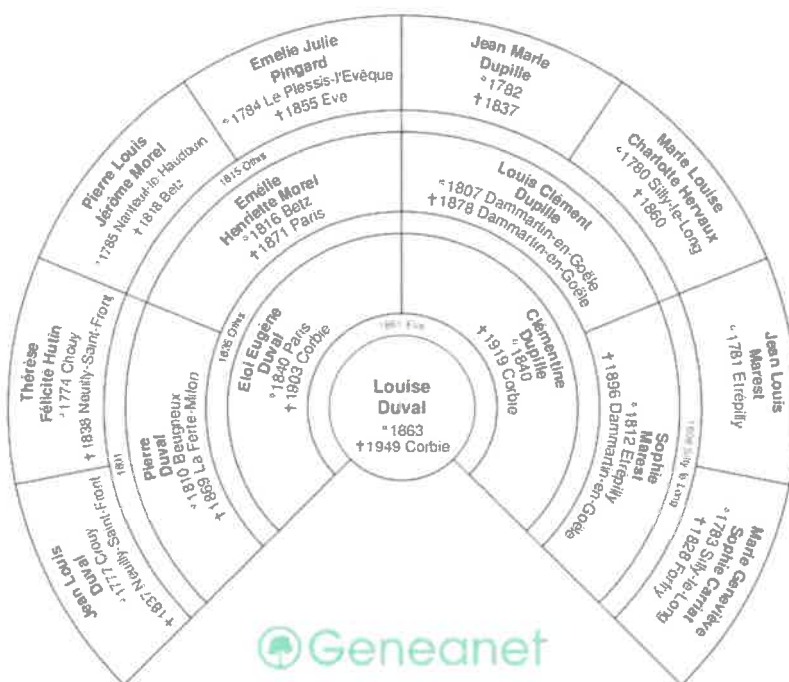 Emelie Julie
Pingard
°1784 Le Plessis-l'Evêque
†1855 Eve
Jean Marie
Dupille
°1782
†1837
Pierre Louis
Jérôme Morel
°1785 Nanteuil-le-Haudouin
†1818 Betz
Marie Louise
Charlotte Hervaux
°1780 Silly-le-Long
†1860
1815 Othis
Emélie
Henriette Morel
°1816 Betz
†1871 Paris
Louis Clément
Dupille
°1807 Dammartin-en-Goële
†1878 Dammartin-en-Goële
Thérèse
Félicité Hutin
°1774 Chouy
†1838 Neuilly-Saint-Front
Jean Louis
Marest
°1781 Etrépilly
Eloi Eugène
Duval
°1840 Paris
†1903 Corbie
Clémentine
Dupille
°1840
†1919 Corbie
1861 Eve
Louise
Duval
°1863
†1949 Corbie
Pierre
Duval
°1810 Beugneux
†1869 La Ferté-Milon
Sophie
Marest
°1812 Etrépilly
†1896 Dammartin-en-Goële
Silly le Long
Jean Louis
Duval
°1777 Crouy
†1837 Neuilly-Saint-Front
Marie Geneviève
Sophie Carriat
°1783 Silly-le-Long
†1828 Forfry
Geneanet